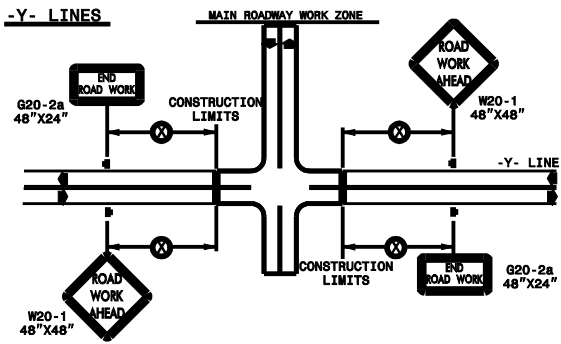 -Y- LINES
MAIN ROADWAY WORK ZONE
END
ROAD WORK
G20-2a
48"X24"
CONSTRUCTION
LIMITS
X
X
ROAD
WORK
AHEAD
W20-1
48"X48"
-Y- LINE
X
X
ROAD
WORK
AHEAD
W20-1
48"X48"
CONSTRUCTION
LIMITS
END
ROAD WORK
G20-2a
48"X24"